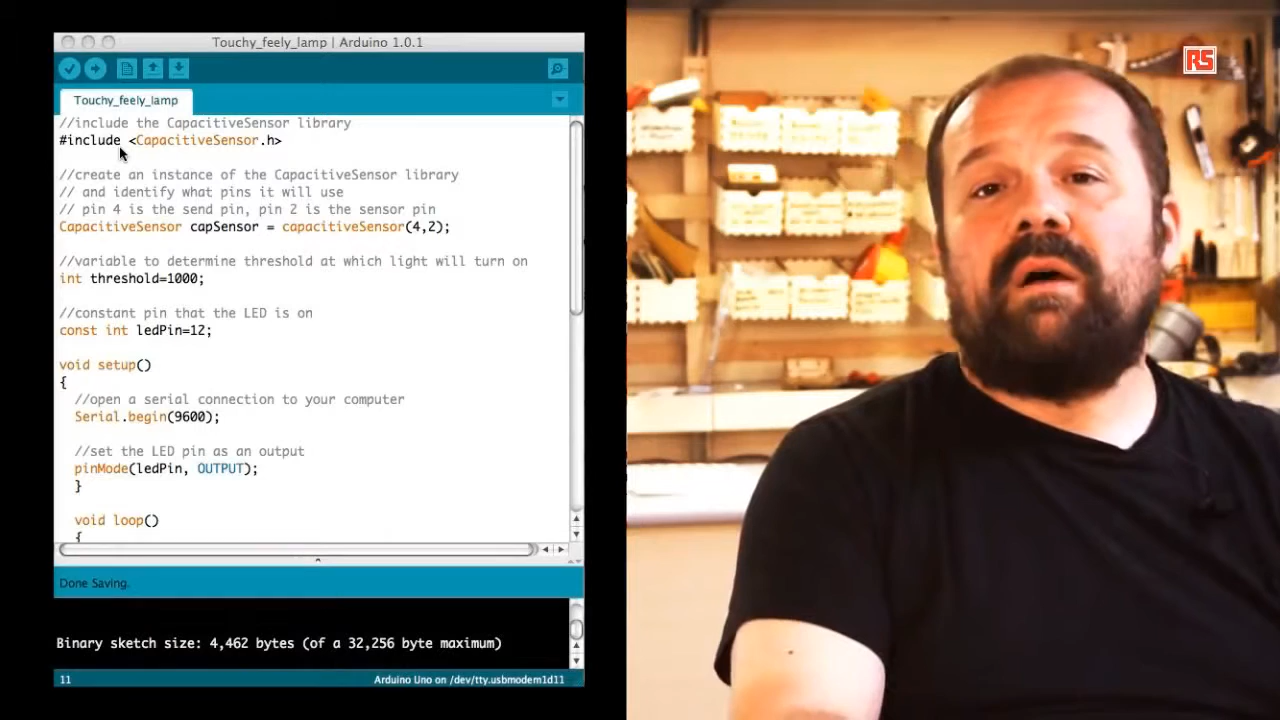 Touchy_feely_lamp | Arduino 1.0.1
RS
Touchy_feely_lamp
//include the CapacitiveSensor library
#include <CapacitiveSensor.h>
//create an instance of the CapacitiveSensor library
// and identify what pins it will use
// pin 4 is the send pin, pin 2 is the sensor pin
CapacitiveSensor capSensor = capacitiveSensor(4,2);
//variable to determine threshold at which light will turn on
int threshold=1000;
//constant pin that the LED is on
const int ledPin=12;
void setup()
{
//open a serial connection to your computer
Serial.begin(9600);
//set the LED pin as an output
pinMode(ledPin, OUTPUT);
}
void loop()
{
Done Saving.
Binary sketch size: 4,462 bytes (of a 32,256 byte maximum)
11
Arduino Uno on /dev/tty.usbmodem1d11